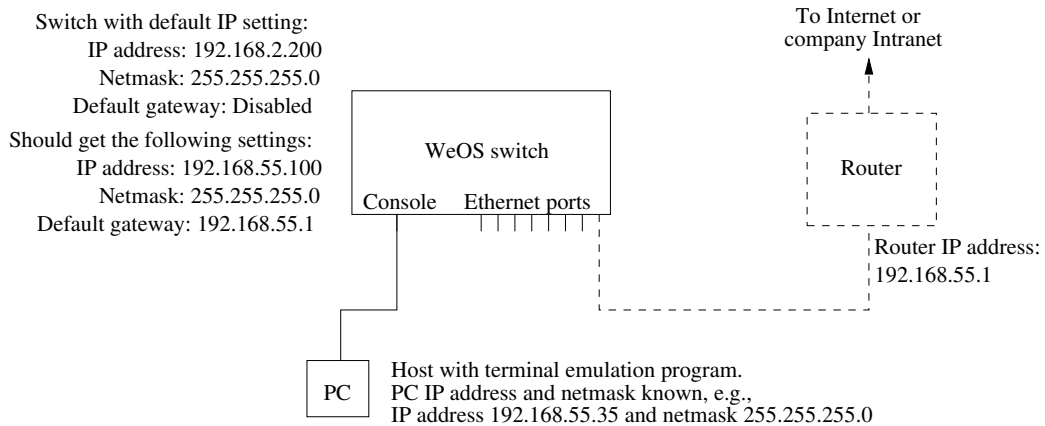 Switch with default IP setting:
IP address: 192.168.2.200
Netmask: 255.255.255.0
Default gateway: Disabled
Should get the following settings:
IP address: 192.168.55.100
Netmask: 255.255.255.0
Default gateway: 192.168.55.1
WeOS switch
Console
Ethernet ports
To Internet or
company Intranet
Router
Router IP address:
192.168.55.1
PC
Host with terminal emulation program.
PC IP address and netmask known, e.g.,
IP address 192.168.55.35 and netmask 255.255.255.0